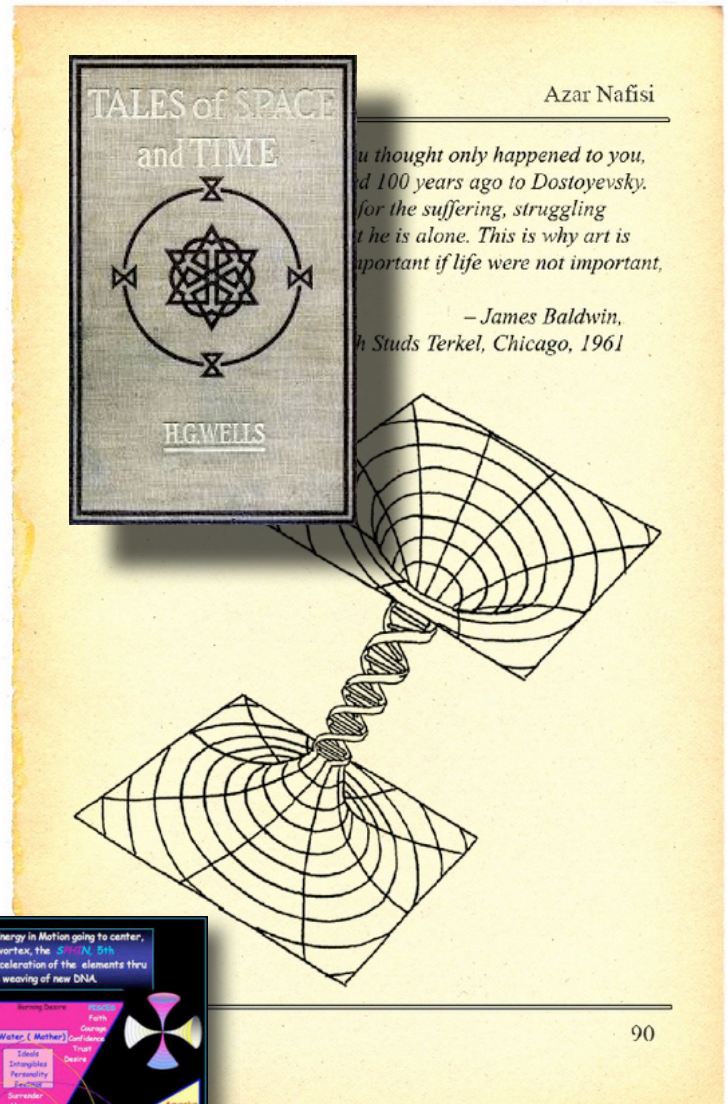 TALES of SPACE
and TIME
H.G.WELLS
Azar Nafisi
u thought only happened to you,
d 100 years ago to Dostoyevsky.
for the suffering, struggling
t he is alone. This is why art is
portant if life were not important,
– James Baldwin,
h Studs Terkel, Chicago, 1961
nergy in Motion going to center,
vortex, the SPHIN, 5th
celeration of the elements thru
weaving of new DNA.
Burning Desire
PISCES
Faith
Courage
Water, ( Mother) Confidence
Trust
Desire
Ideals
Intangibles
Personality
Surrender
90